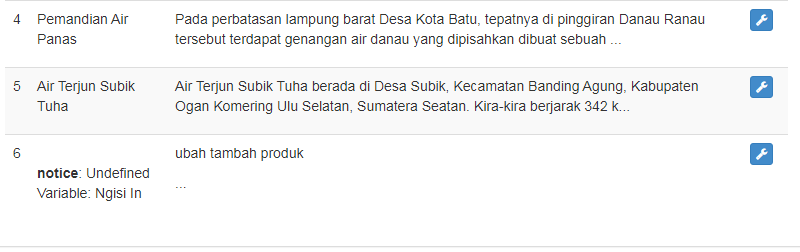 4 Pemandian Air Panas Pada perbatasan lampung barat Desa Kota Batu, tepatnya di pinggiran Danau Ranau
tersebut terdapat genangan air danau yang dipisahkan dibuat sebuah ...
5 Air Terjun Subik Tuha Air Terjun Subik Tuha berada di Desa Subik, Kecamatan Banding Agung, Kabupaten
Ogan Komering Ulu Selatan, Sumatera Seatan. Kira-kira berjarak 342 k...
6 ubah tambah produk
notice: Undefined
Variable: Ngisi In
...